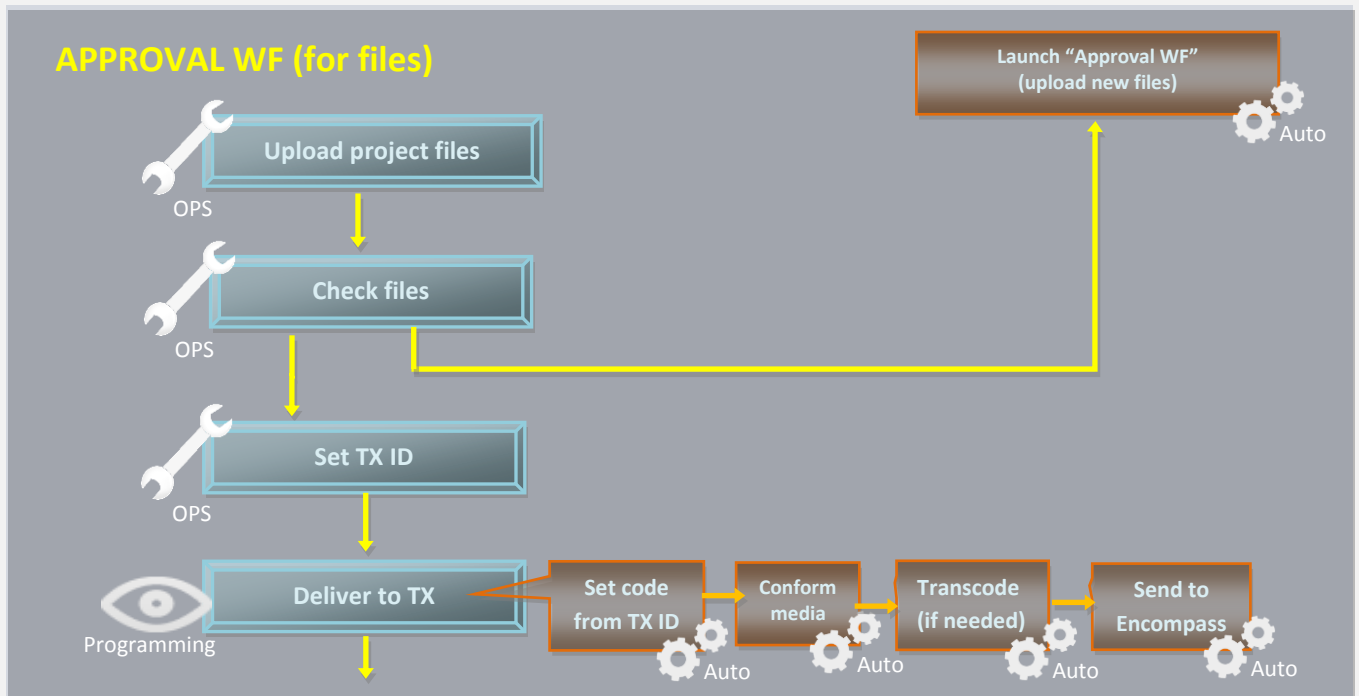 APPROVAL WF (for files)
Launch “Approval WF”
(upload new files)
Auto
Upload project files
OPS
Check files
OPS
Set TX ID
OPS
Deliver to TX
Programming
Set code
from TX ID
Auto
Conform
media
Auto
Transcode
(if needed)
Auto
Send to
Encompass
Auto